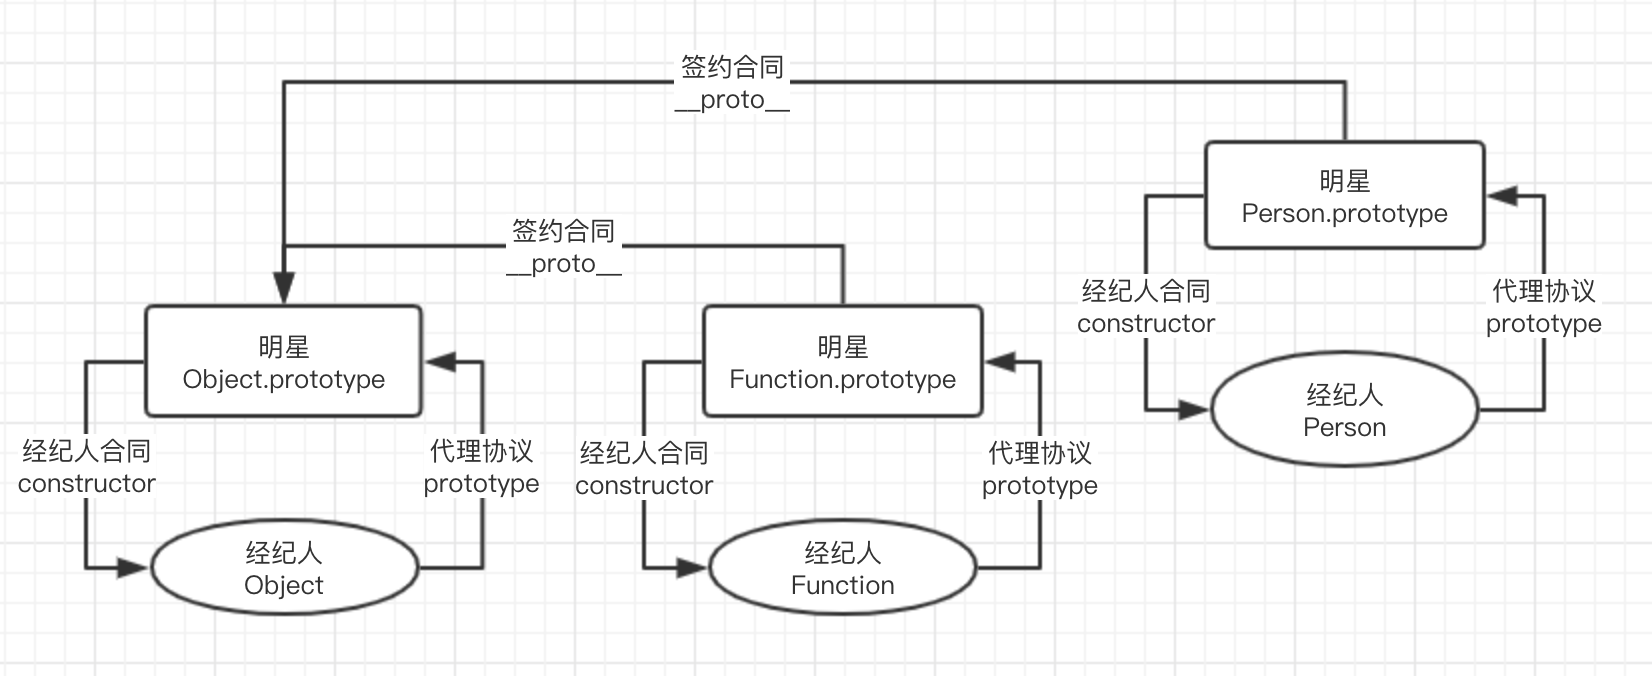 签约合同
__proto__
签约合同
__proto__
明星
Person.prototype
经纪人合同
constructor
代理协议
prototype
经纪人
Person
明星
Object.prototype
经纪人合同
constructor
代理协议
prototype
经纪人
Object
明星
Function.prototype
经纪人合同
constructor
代理协议
prototype
经纪人
Function